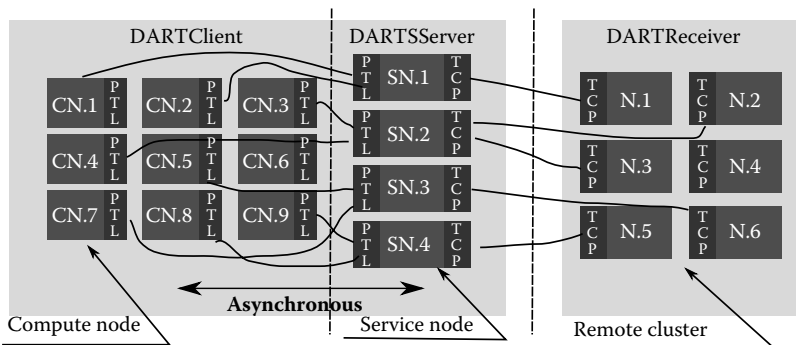 DARTClient DARTSServer DARTReceiver
CN.1 PTL CN.2 PTL CN.3 PTL PTL SN.1 TCP TCP N.1 TCP N.2
CN.4 PTL CN.5 PTL CN.6 PTL PTL SN.2 TCP TCP N.3 TCP N.4
CN.7 PTL CN.8 PTL CN.9 PTL PTL SN.3 TCP TCP N.5 TCP N.6
PTL SN.4 TCP
Asynchronous
Compute node Service node Remote cluster